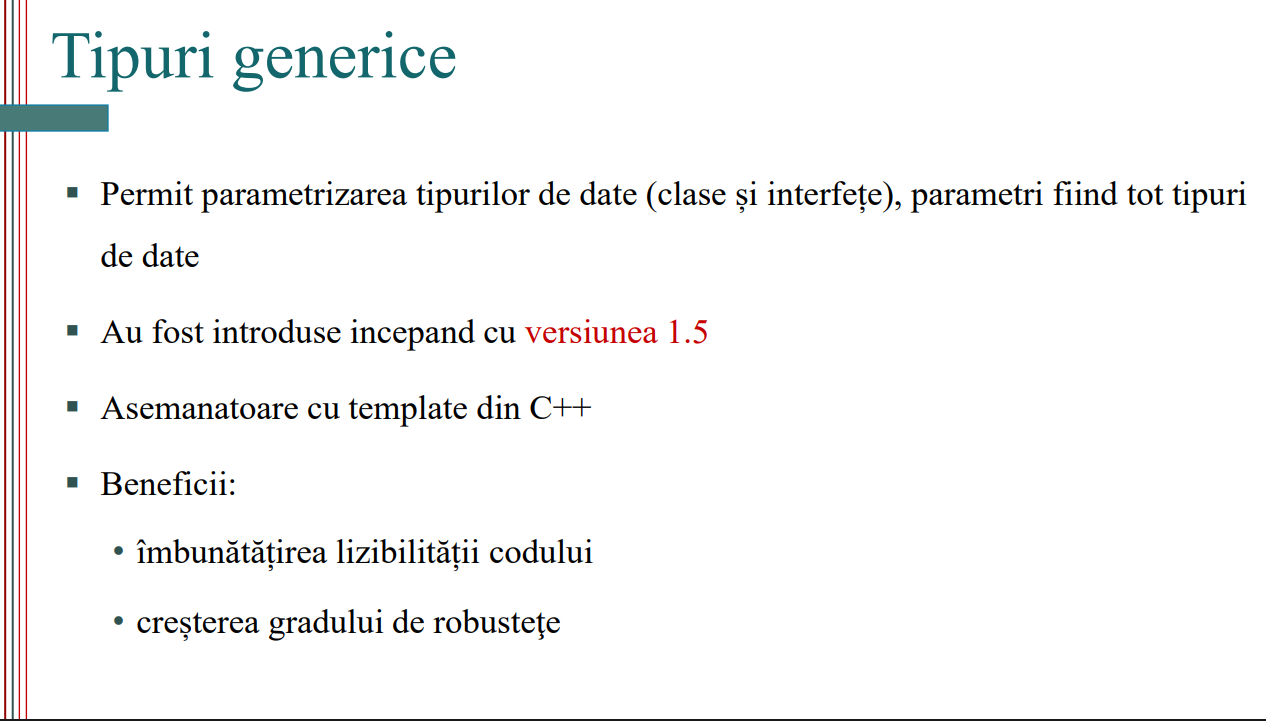 Tipuri generice
▪ Permit parametrizarea tipurilor de date (clase și interfețe), parametri fiind tot tipuri
de date
▪ Au fost introduse incepand cu versiunea 1.5
▪ Asemanatoare cu template din C++
▪ Beneficii:
• îmbunătățirea lizibilității codului
• creșterea gradului de robusteţe